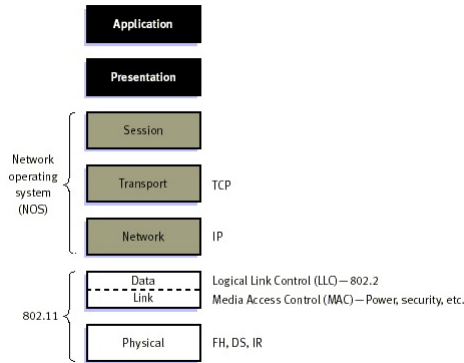 Application
Presentation
Session
Network
operating
system
(NOS)
Transport
TCP
Network
IP
Data
Logical Link Control (LLC)—802.2
Link
Media Access Control (MAC)—Power, security, etc.
802.11
Physical
FH, DS, IR